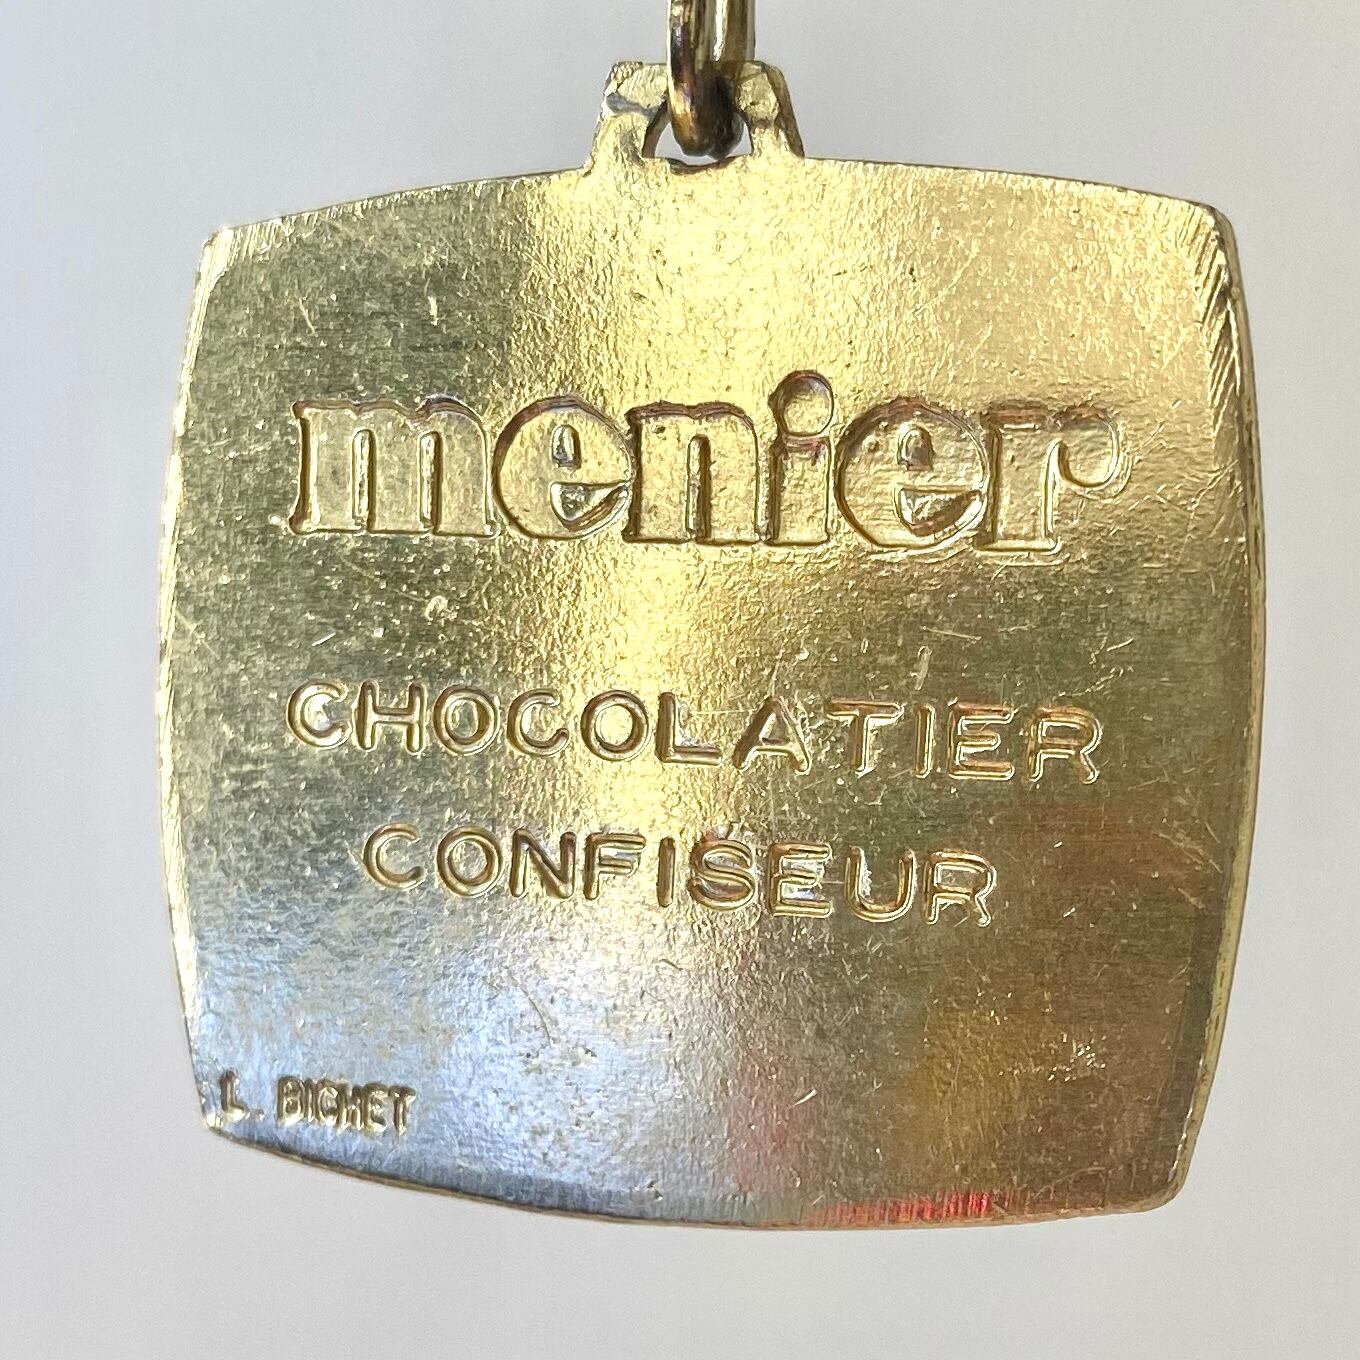 menier
CHOCOLATIER
CONFISEUR
L. BICHET